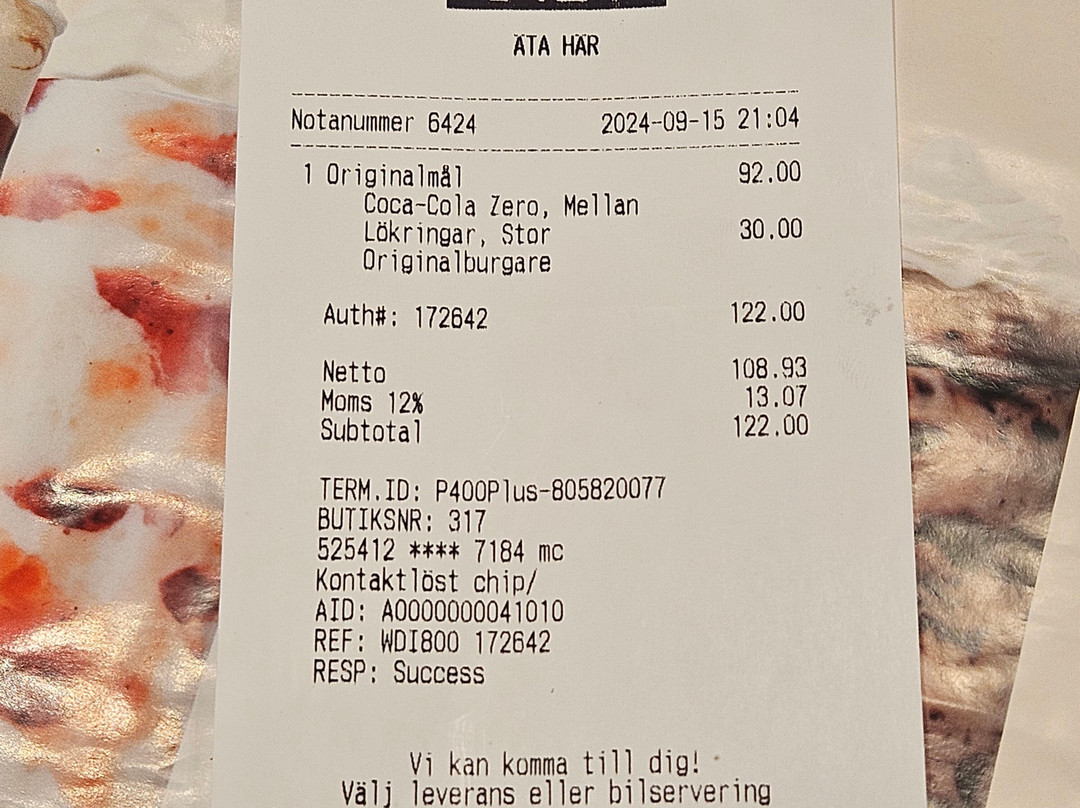 ÄTA HÄR
Notanummer 6424 2024-09-15 21:04
1 Originalmål 92.00
Coca-Cola Zero, Mellan
Lökringar, Stor 30.00
Originalburgare
Auth#: 172642 122.00
Netto 108.93
Moms 12% 13.07
Subtotal 122.00
TERM.ID: P400Plus-805820077
BUTIKSNR: 317
525412 **** 7184 mc
Kontaktlöst chip/
AID: A0000000041010
REF: WDI800 172642
RESP: Success
Vi kan komma till dig!
Välj leverans eller bilservering